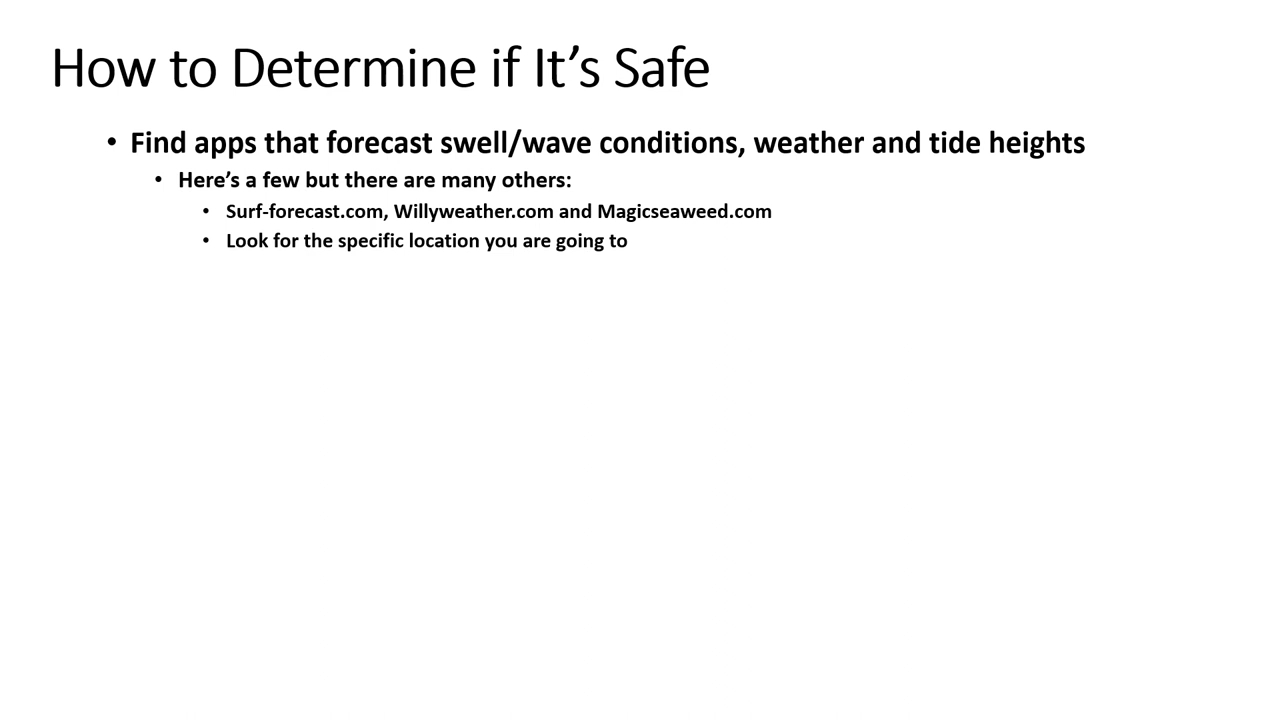 How to Determine if It’s Safe
• Find apps that forecast swell/wave conditions, weather and tide heights
• Here’s a few but there are many others:
• Surf-forecast.com, Willyweather.com and Magicseaweed.com
• Look for the specific location you are going to